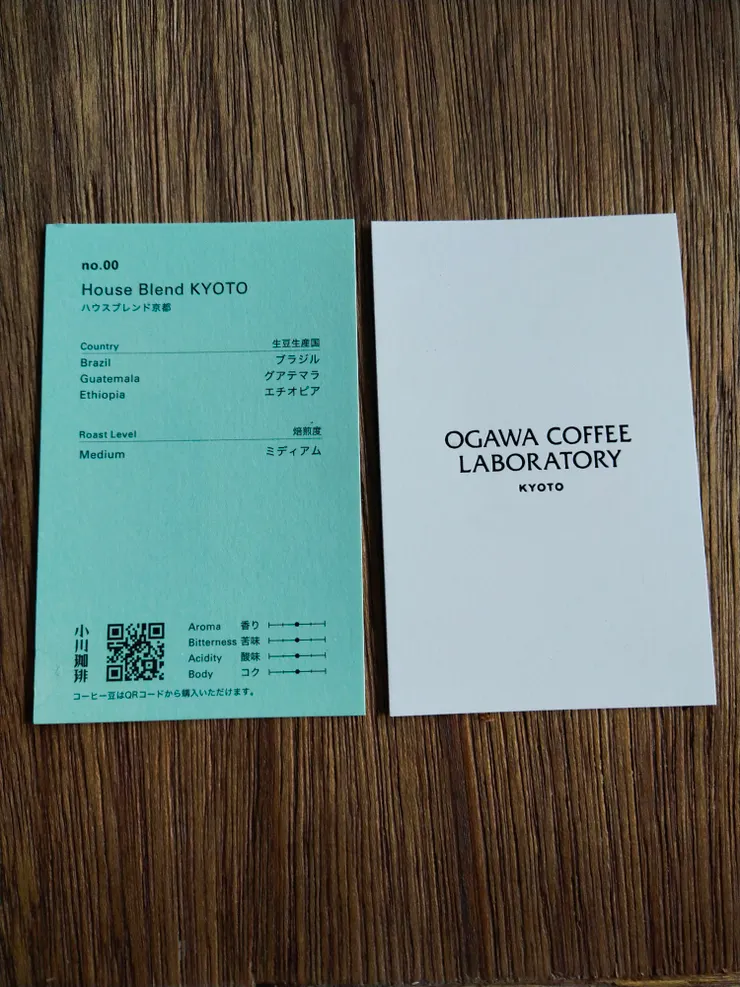 no.00
House Blend KYOTO
ハウスブレンド京都
Country 生豆生産国
Brazil ブラジル
Guatemala グアテマラ
Ethiopia エチオピア
Roast Level 焙煎度
Medium ミディアム
小川珈琲
Aroma 香り
Bitterness 苦味
Acidity 酸味
Body コク
コーヒー豆はQRコードから購入いただけます。
OGAWA COFFEE
LABORATORY
KYOTO